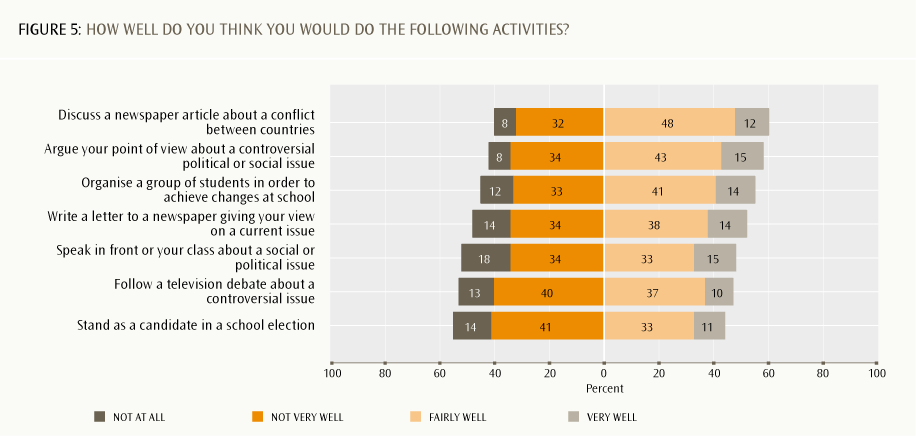 FIGURE 5: HOW WELL DO YOU THINK YOU WOULD DO THE FOLLOWING ACTIVITIES?
Discuss a newspaper article about a conflict
between countries
8 32 48 12
Argue your point of view about a controversial
political or social issue
8 34 43 15
Organise a group of students in order to
achieve changes at school
12 33 41 14
Write a letter to a newspaper giving your view
on a current issue
14 34 38 14
Speak in front or your class about a social or
political issue
18 34 33 15
Follow a television debate about a
controversial issue
13 40 37 10
Stand as a candidate in a school election
14 41 33 11
100 80 60 40 20 0 20 40 60 80 100
Percent
NOT AT ALL NOT VERY WELL FAIRLY WELL VERY WELL